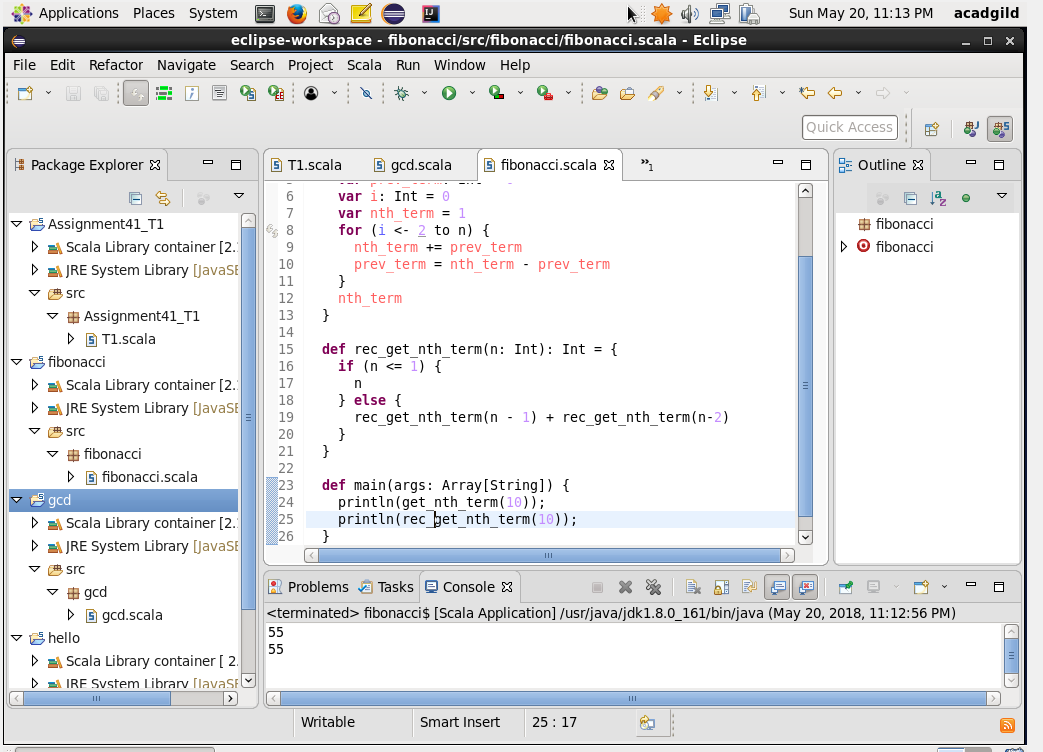 Applications Places System Sun May 20, 11:13 PM acadgild
eclipse-workspace - fibonacci/src/fibonacci/fibonacci.scala - Eclipse
File Edit Refactor Navigate Search Project Scala Run Window Help
Quick Access
Package Explorer
Assignment41_T1
Scala Library container [2.
JRE System Library [JavaSE
src
Assignment41_T1
T1.scala
fibonacci
Scala Library container [2.
JRE System Library [JavaSE
src
fibonacci
fibonacci.scala
gcd
Scala Library container [2.
JRE System Library [JavaSE
src
gcd
gcd.scala
hello
Scala Library container [ 2.
JRE System Library [JavaSE
T1.scala gcd.scala fibonacci.scala »1
6 var i: Int = 0
7 var nth_term = 1
8 for (i <- 2 to n) {
9 nth_term += prev_term
10 prev_term = nth_term - prev_term
11 }
12 nth_term
13 }
14
15 def rec_get_nth_term(n: Int): Int = {
16 if (n <= 1) {
17 n
18 } else {
19 rec_get_nth_term(n - 1) + rec_get_nth_term(n-2)
20 }
21 }
22
23 def main(args: Array[String]) {
24 println(get_nth_term(10));
25 println(rec_get_nth_term(10));
26 }
Outline
fibonacci
fibonacci
Problems Tasks Console
<terminated> fibonacci$ [Scala Application] /usr/java/jdk1.8.0_161/bin/java (May 20, 2018, 11:12:56 PM)
55
55
Writable Smart Insert 25 : 17